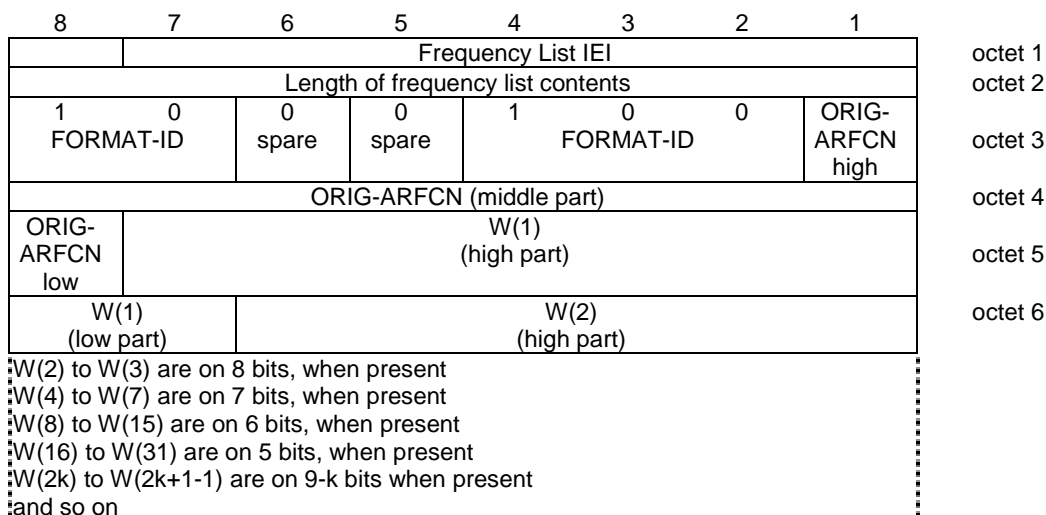 8 7 6 5 4 3 2 1
Frequency List IEI octet 1
Length of frequency list contents octet 2
1 0 0 0 1 0 0 ORIG-
FORMAT-ID spare spare FORMAT-ID ARFCN octet 3
high
ORIG-ARFCN (middle part) octet 4
ORIG- W(1)
ARFCN (high part) octet 5
low
W(1) W(2) octet 6
(low part) (high part)
W(2) to W(3) are on 8 bits, when present
W(4) to W(7) are on 7 bits, when present
W(8) to W(15) are on 6 bits, when present
W(16) to W(31) are on 5 bits, when present
W(2k) to W(2k+1-1) are on 9-k bits when present
and so on